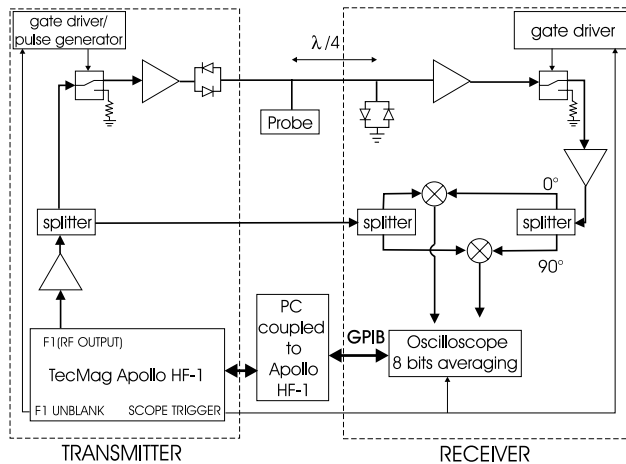 gate driver/
pulse generator
λ/4
gate driver
Probe
0°
splitter
splitter
splitter
90°
F1(RF OUTPUT)
TecMag Apollo HF-1
F1 UNBLANK
SCOPE TRIGGER
PC
coupled
to
Apollo
HF-1
GPIB
Oscilloscope
8 bits averaging
TRANSMITTER
RECEIVER